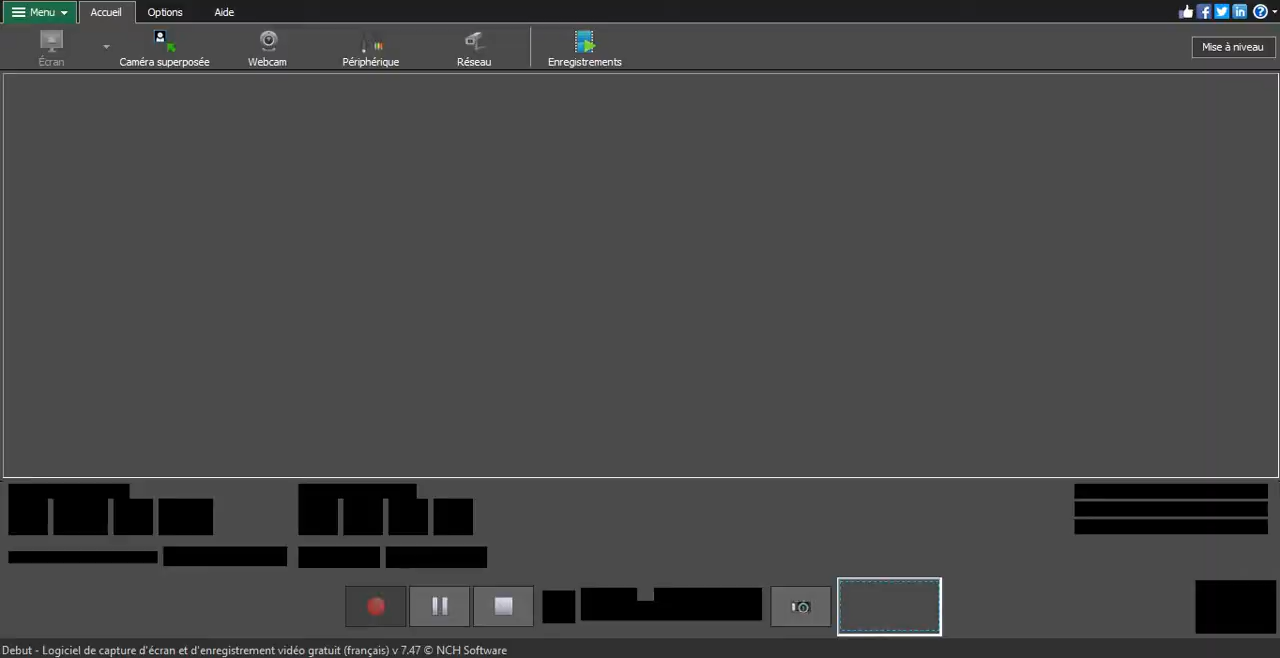 Menu Accueil Options Aide
Écran Caméra superposée Webcam Périphérique Réseau Enregistrements Mise à niveau
Debut - Logiciel de capture d'écran et d'enregistrement vidéo gratuit (français) v 7.47 © NCH Software